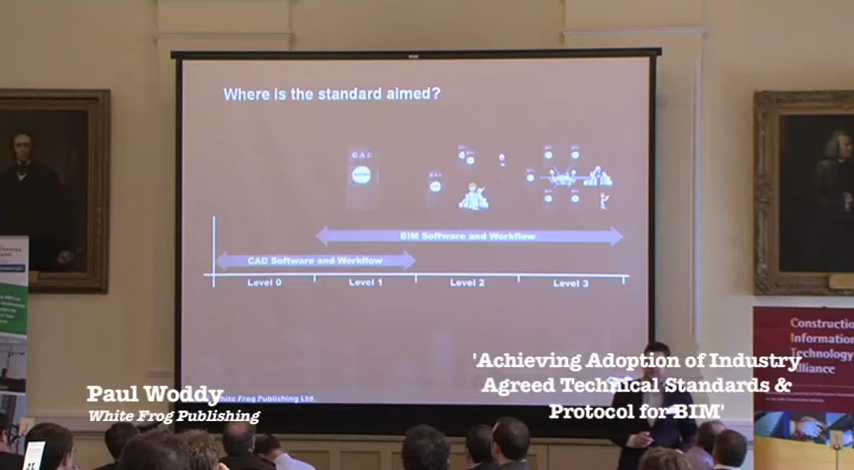 Where is the standard aimed?
CAD
BIM Software and Workflow
CAD Software and Workflow
Level 0
Level 1
Level 2
Level 3
White Frog Publishing Ltd.
'Achieving Adoption of Industry
Agreed Technical Standards &
Protocol for BIM'
Paul Woddy
White Frog Publishing
Construction
Information
Technology
Alliance